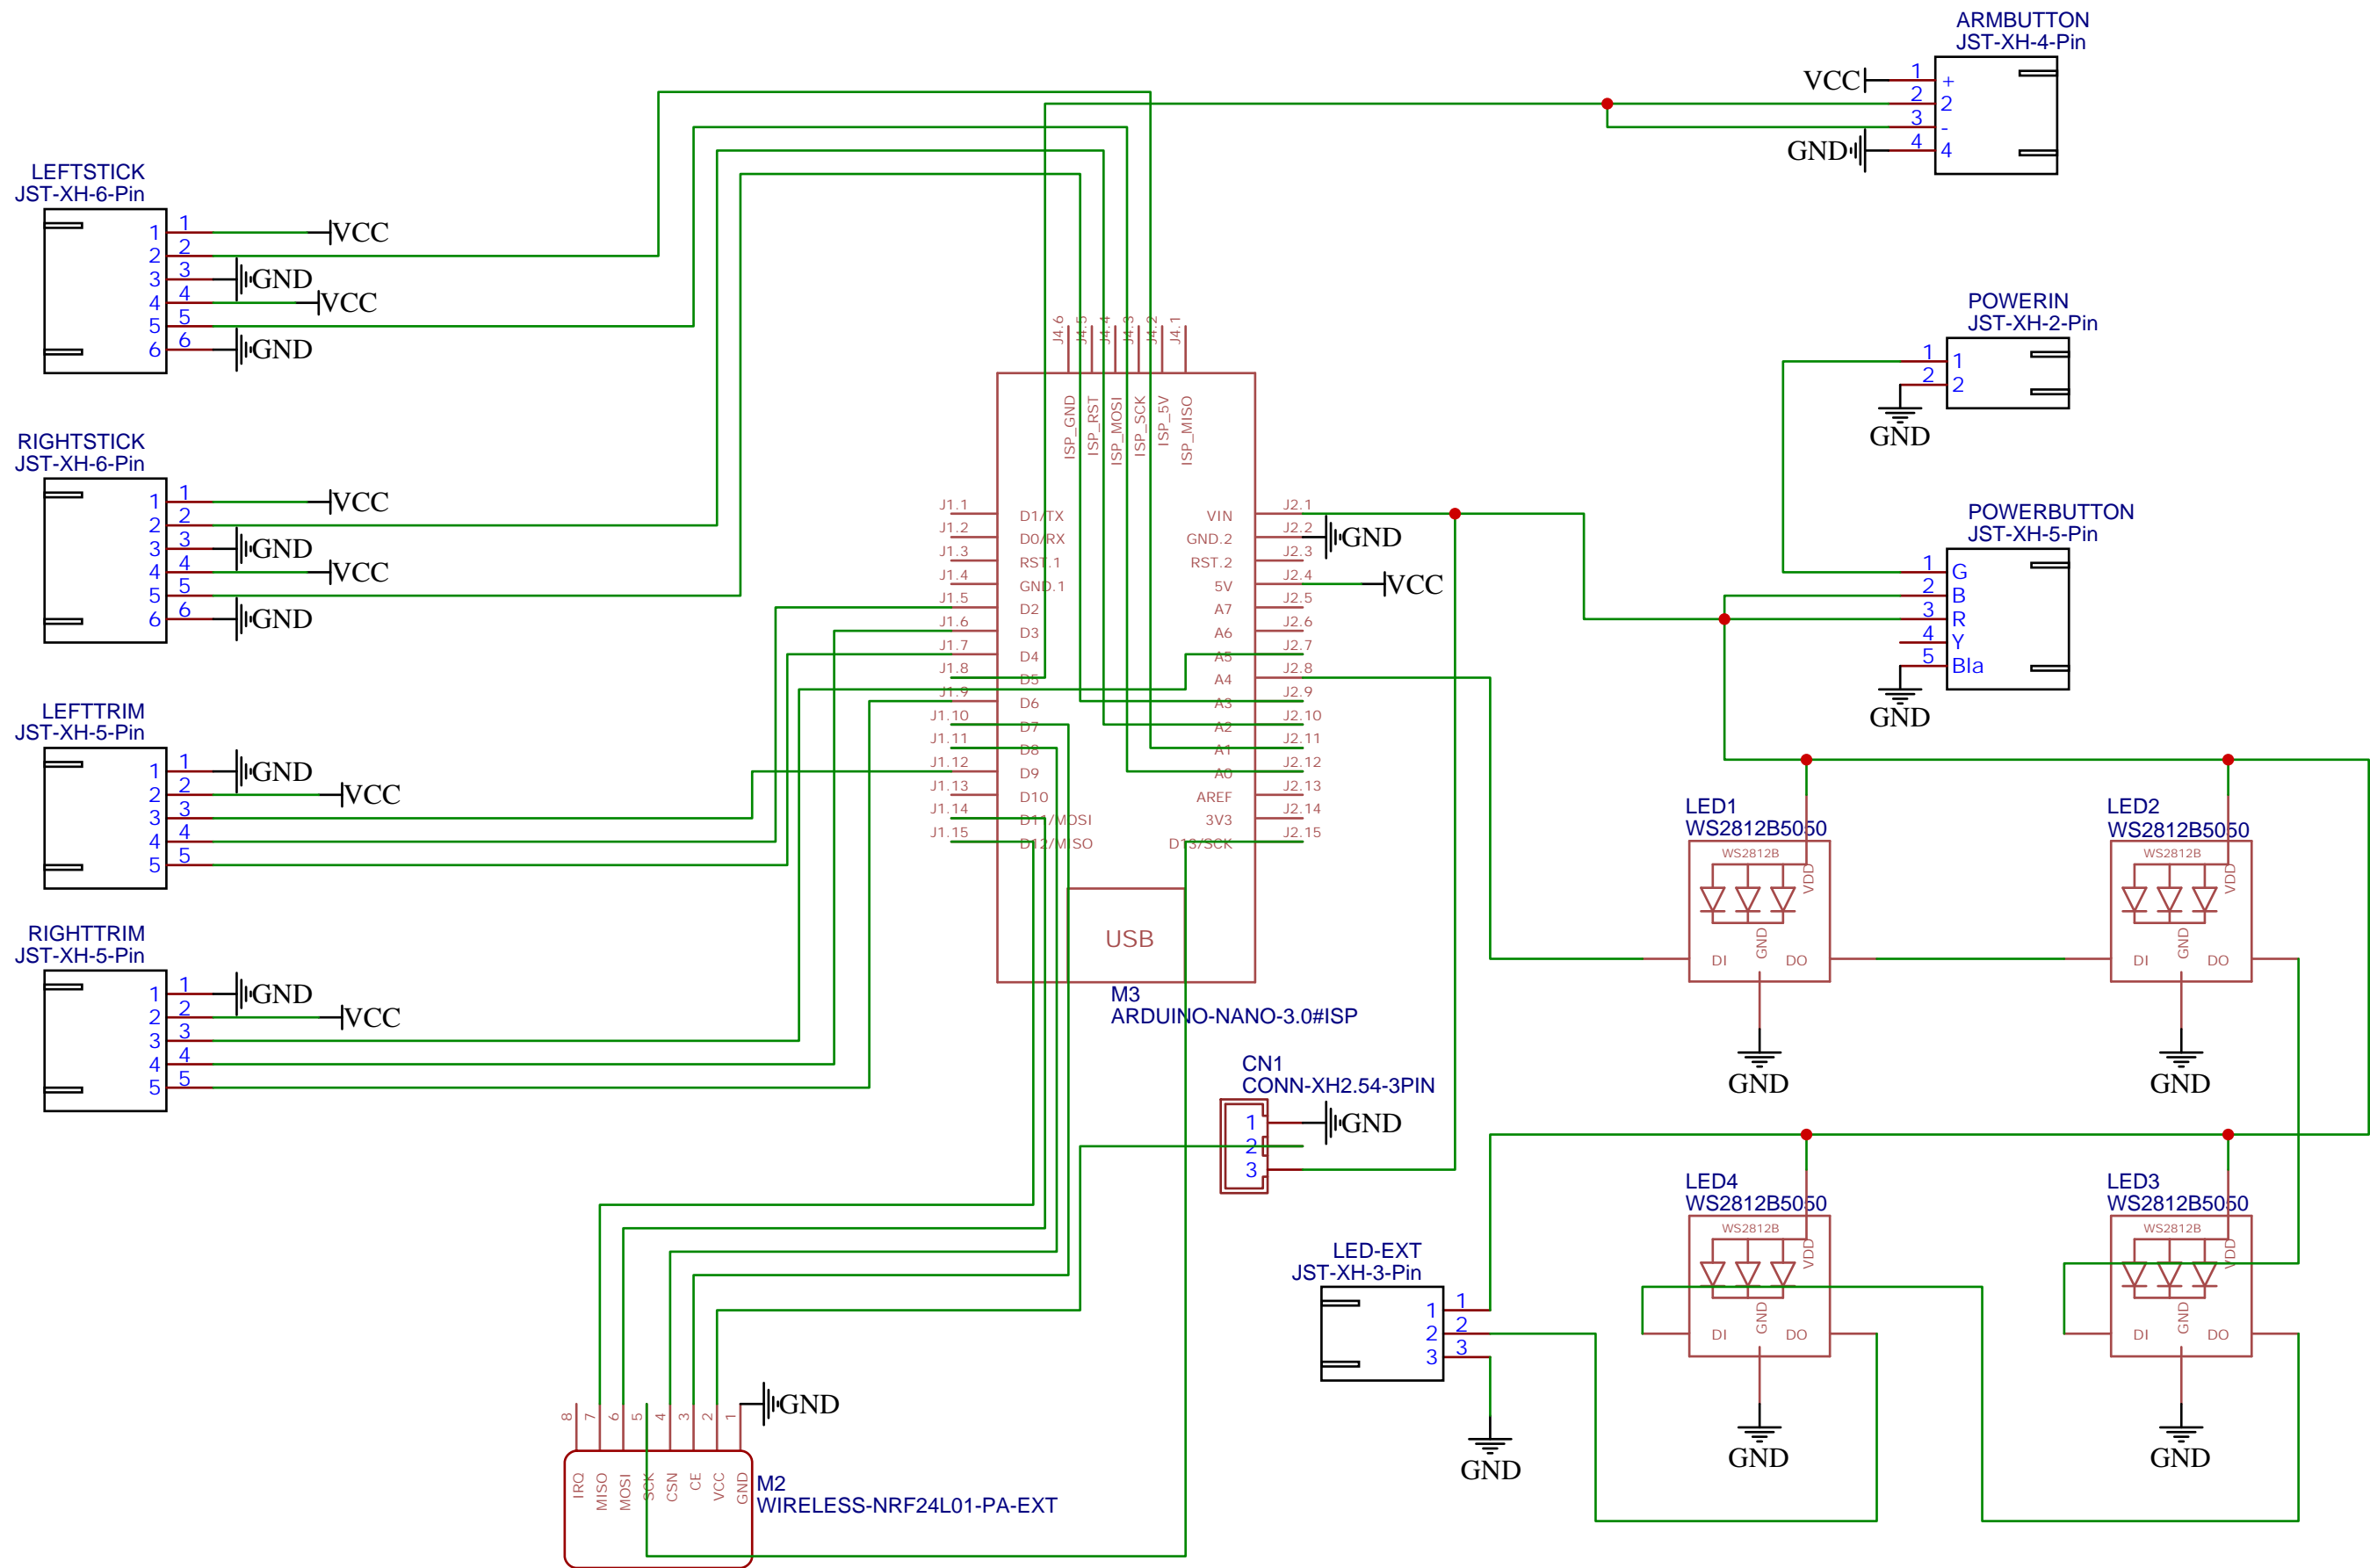 ARMBUTTON
JST-XH-4-Pin
VCC 1 +
2 2
3 -
GND 4 4
LEFTSTICK
JST-XH-6-Pin
1 1 VCC
2 2
3 3 GND
4 4 VCC
5 5
6 6 GND
RIGHTSTICK
JST-XH-6-Pin
1 1 VCC
2 2
3 3 GND
4 4 VCC
5 5
6 6 GND
LEFTTRIM
JST-XH-5-Pin
1 1 GND
2 2 VCC
3 3
4 4
5 5
RIGHTTRIM
JST-XH-5-Pin
1 1 GND
2 2 VCC
3 3
4 4
5 5
J4.6 J4.5 J4.4 J4.3 J4.2 J4.1
ISP_GND ISP_RST ISP_MOSI ISP_SCK ISP_5V ISP_MISO
J1.1 D1/TX VIN J2.1
J1.2 D0/RX GND.2 J2.2 GND
J1.3 RST.1 RST.2 J2.3
J1.4 GND.1 5V J2.4 VCC
J1.5 D2 A7 J2.5
J1.6 D3 A6 J2.6
J1.7 D4 A5 J2.7
J1.8 D5 A4 J2.8
J1.9 D6 A3 J2.9
J1.10 D7 A2 J2.10
J1.11 D8 A1 J2.11
J1.12 D9 A0 J2.12
J1.13 D10 AREF J2.13
J1.14 D11/MOSI 3V3 J2.14
J1.15 D12/MISO D13/SCK J2.15
USB
M3
ARDUINO-NANO-3.0#ISP
POWERIN
JST-XH-2-Pin
1 1
2 2
GND
POWERBUTTON
JST-XH-5-Pin
1 G
2 B
3 R
4 Y
5 Bla
GND
LED1
WS2812B5050
WS2812B
VDD
GND
DI DO
GND
LED2
WS2812B5050
WS2812B
VDD
GND
DI DO
GND
CN1
CONN-XH2.54-3PIN
1 GND
2
3
LED4
WS2812B5050
WS2812B
VDD
GND
DI DO
GND
LED3
WS2812B5050
WS2812B
VDD
GND
DI DO
GND
LED-EXT
JST-XH-3-Pin
1 1
2 2
3 3
GND
8 7 6 5 4 3 2 1 GND
IRQ MISO MOSI SCK CSN CE VCC GND
M2
WIRELESS-NRF24L01-PA-EXT